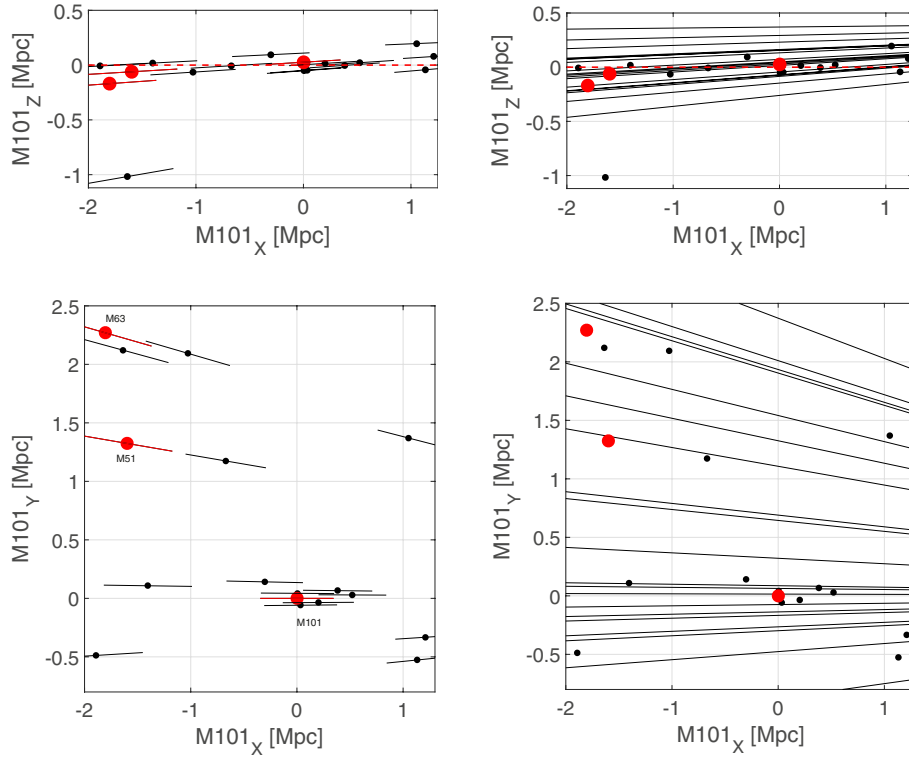 0.5
0
-0.5
-1
M101_Z [Mpc]
-2 -1 0 1
M101_X [Mpc]
0.5
0
-0.5
-1
M101_Z [Mpc]
-2 -1 0 1
M101_X [Mpc]
2.5
2
1.5
1
0.5
0
-0.5
M101_Y [Mpc]
M63
M51
M101
-2 -1 0 1
M101_X [Mpc]
2.5
2
1.5
1
0.5
0
-0.5
M101_Y [Mpc]
-2 -1 0 1
M101_X [Mpc]